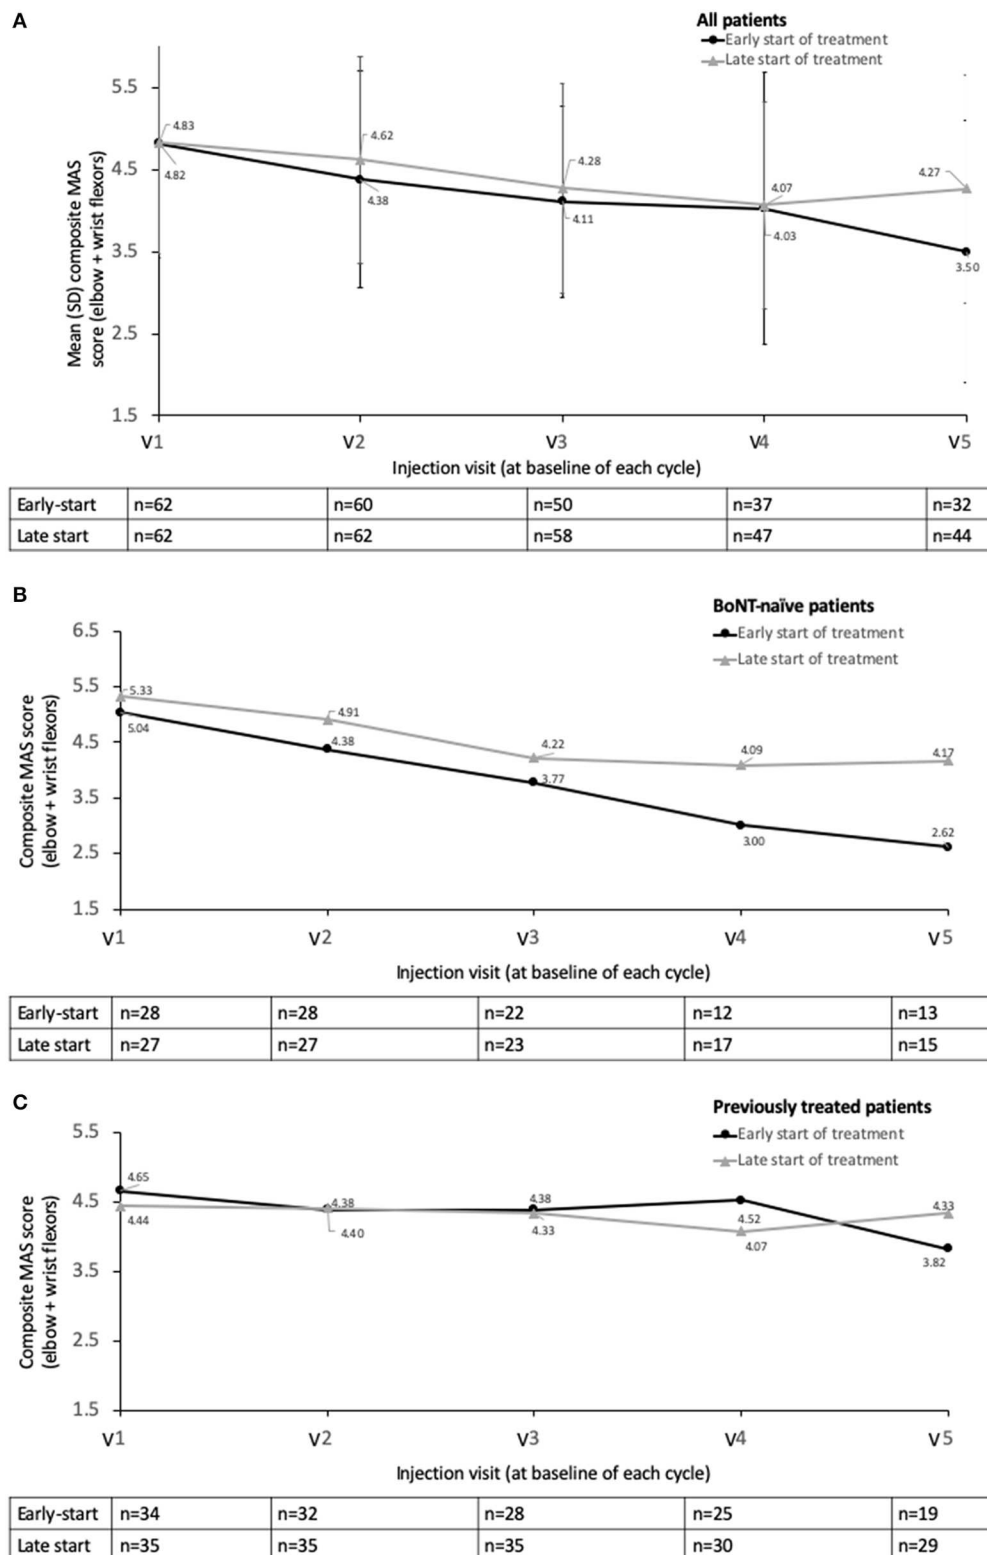 A
All patients
Early start of treatment
Late start of treatment
Mean (SD) composite MAS
score (elbow + wrist flexors)
5.5
4.5
3.5
2.5
1.5
4.83
4.82
4.62
4.38
4.28
4.11
4.07
4.03
4.27
3.50
V1 V2 V3 V4 V5
Injection visit (at baseline of each cycle)
Early-start n=62 n=60 n=50 n=37 n=32
Late start n=62 n=62 n=58 n=47 n=44
B
BoNT-naïve patients
Early start of treatment
Late start of treatment
Composite MAS score
(elbow + wrist flexors)
6.5
5.5
4.5
3.5
2.5
1.5
5.33
5.04
4.91
4.38
4.22
3.77
4.09
3.00
4.17
2.62
V1 V2 V3 V4 V5
Injection visit (at baseline of each cycle)
Early-start n=28 n=28 n=22 n=12 n=13
Late start n=27 n=27 n=23 n=17 n=15
C
Previously treated patients
Early start of treatment
Late start of treatment
Composite MAS score
(elbow + wrist flexors)
5.5
4.5
3.5
2.5
1.5
4.65
4.44
4.38
4.40
4.38
4.33
4.52
4.07
4.33
3.82
V1 V2 V3 V4 V5
Injection visit (at baseline of each cycle)
Early-start n=34 n=32 n=28 n=25 n=19
Late start n=35 n=35 n=35 n=30 n=29